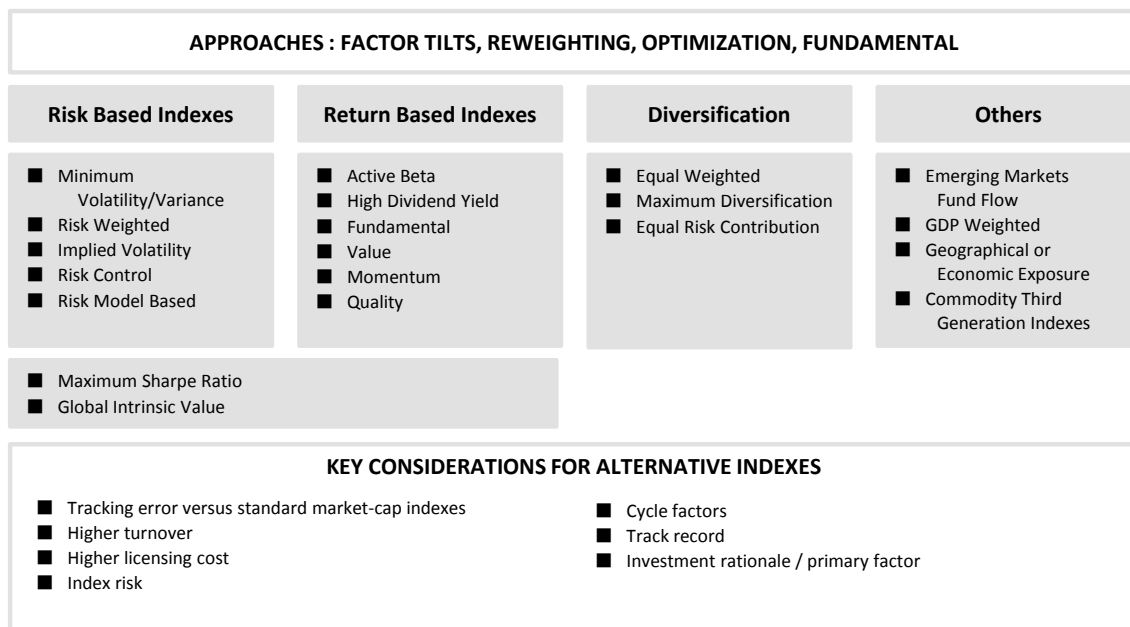 APPROACHES : FACTOR TILTS, REWEIGHTING, OPTIMIZATION, FUNDAMENTAL
Risk Based Indexes
■ Minimum
Volatility/Variance
■ Risk Weighted
■ Implied Volatility
■ Risk Control
■ Risk Model Based
Return Based Indexes
■ Active Beta
■ High Dividend Yield
■ Fundamental
■ Value
■ Momentum
■ Quality
Diversification
■ Equal Weighted
■ Maximum Diversification
■ Equal Risk Contribution
Others
■ Emerging Markets
Fund Flow
■ GDP Weighted
■ Geographical or
Economic Exposure
■ Commodity Third
Generation Indexes
■ Maximum Sharpe Ratio
■ Global Intrinsic Value
KEY CONSIDERATIONS FOR ALTERNATIVE INDEXES
■ Tracking error versus standard market-cap indexes
■ Higher turnover
■ Higher licensing cost
■ Index risk
■ Cycle factors
■ Track record
■ Investment rationale / primary factor